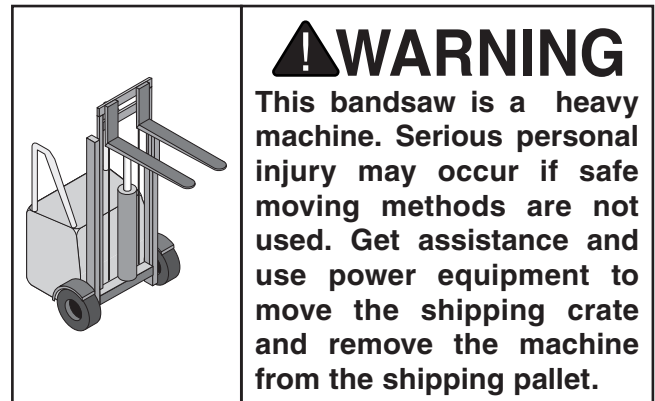 WARNING
This bandsaw is a heavy
machine. Serious personal
injury may occur if safe
moving methods are not
used. Get assistance and
use power equipment to
move the shipping crate
and remove the machine
from the shipping pallet.